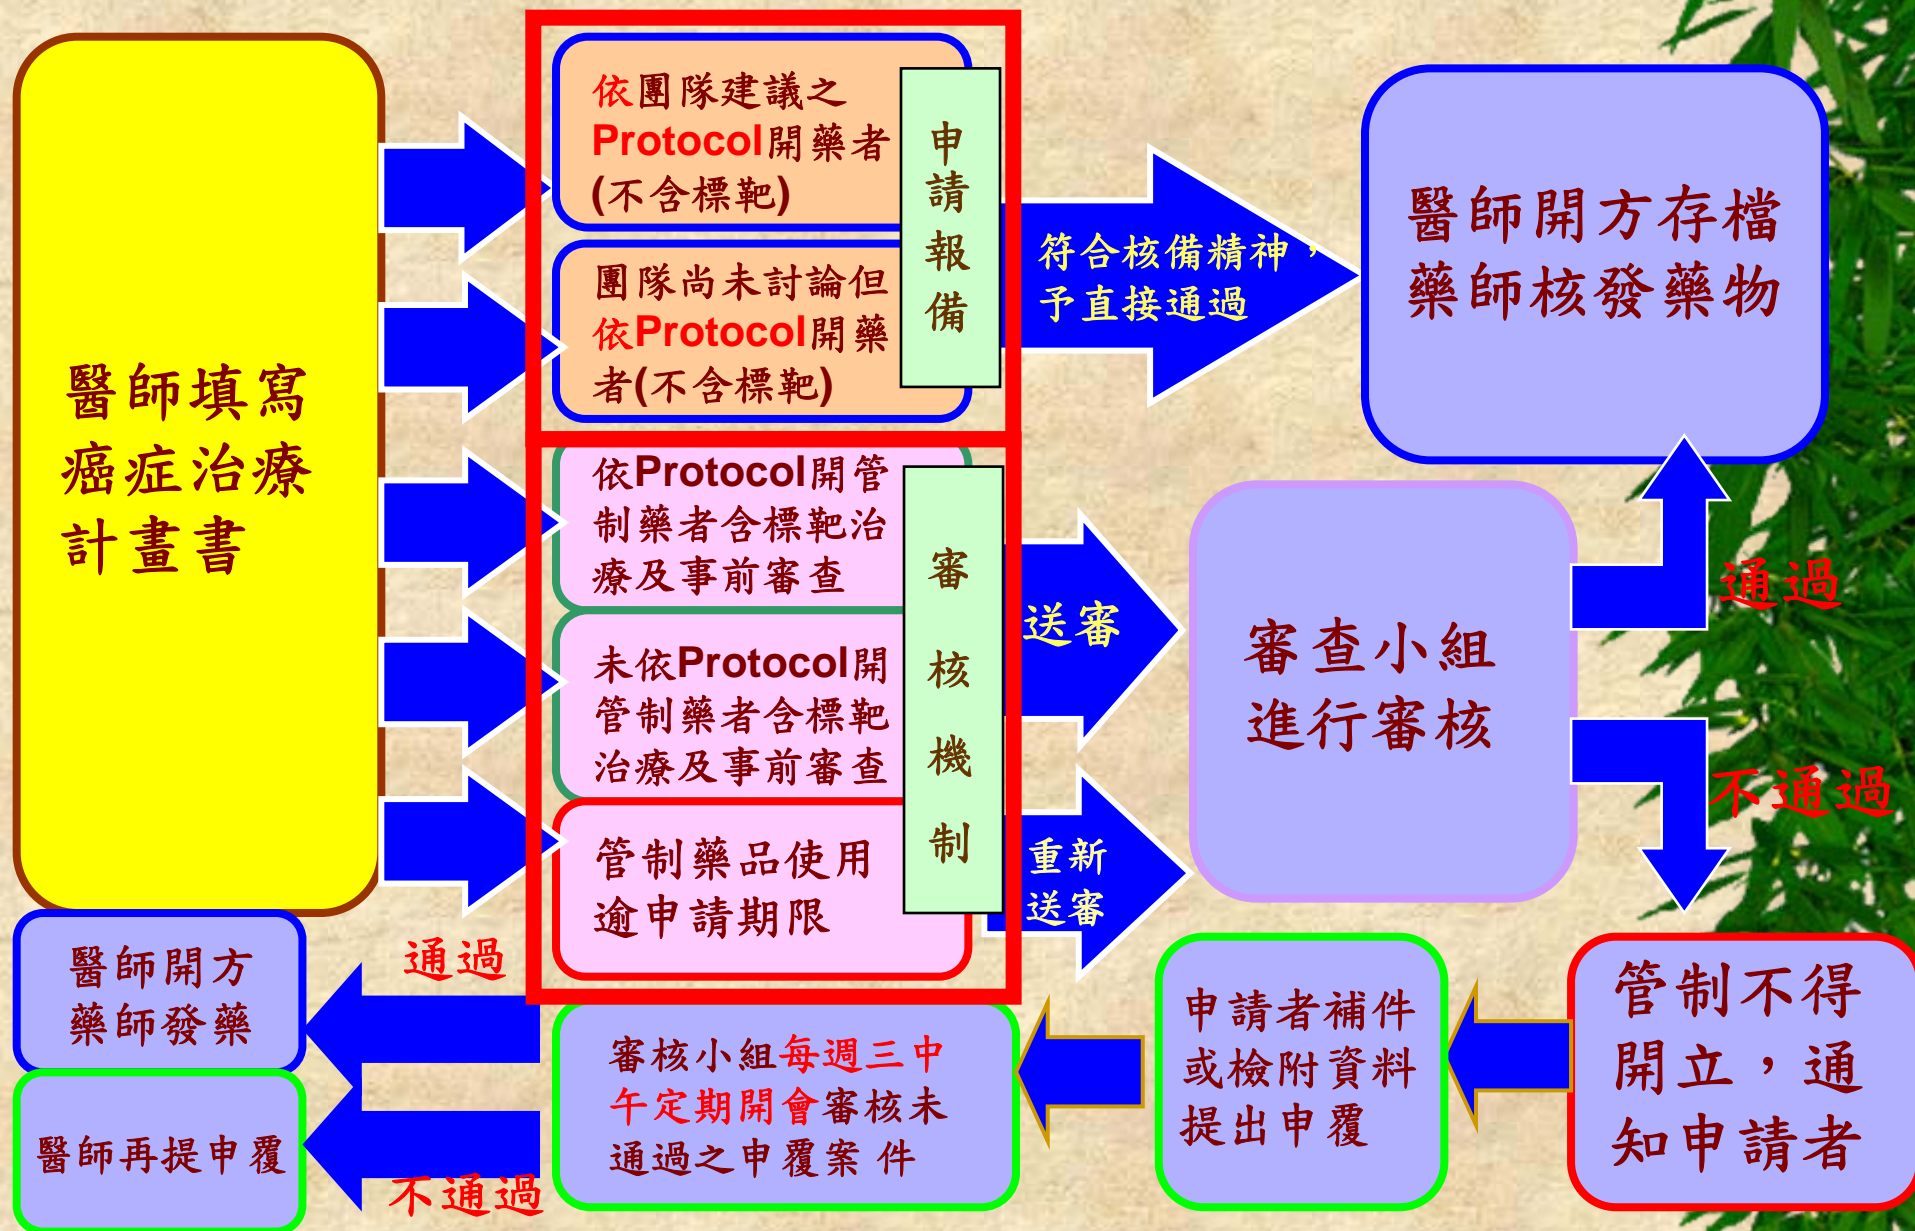 醫師填寫
癌症治療
計畫書
依團隊建議之
Protocol開藥者
(不含標靶)
團隊尚未討論但
依Protocol開藥
者(不含標靶)
申
請
報
備
符合核備精神，
予直接通過
醫師開方存檔
藥師核發藥物
依Protocol開管
制藥者含標靶治
療及事前審查
未依Protocol開
管制藥者含標靶
治療及事前審查
管制藥品使用
逾申請期限
審
核
機
制
送審
重新
送審
審查小組
進行審核
通過
不通過
管制不得
開立，通
知申請者
申請者補件
或檢附資料
提出申覆
審核小組每週三中
午定期開會審核未
通過之申覆案 件
通過
不通過
醫師開方
藥師發藥
醫師再提申覆